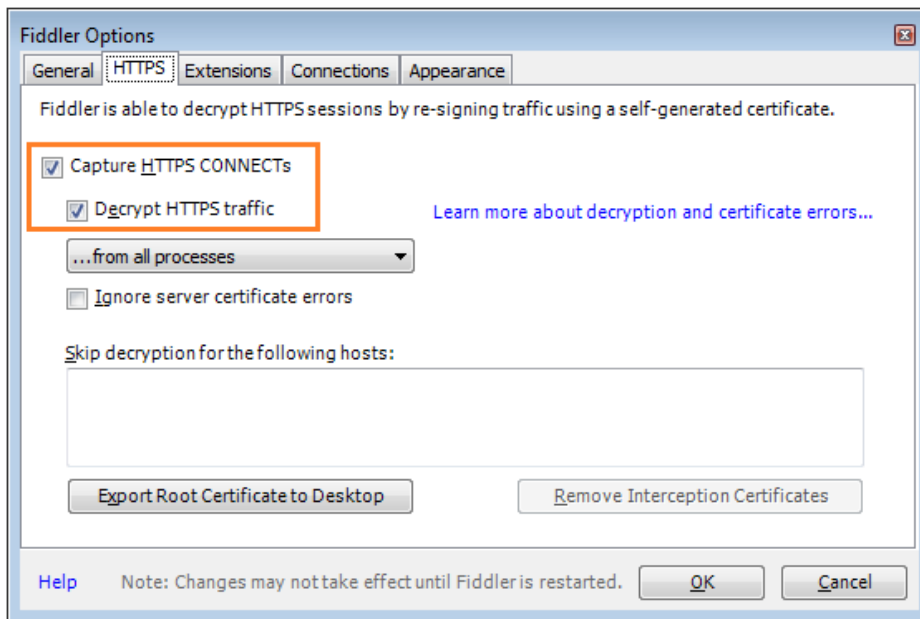 Fiddler Options
General HTTPS Extensions Connections Appearance
Fiddler is able to decrypt HTTPS sessions by re-signing traffic using a self-generated certificate.
Capture HTTPS CONNECTs
Decrypt HTTPS traffic
Learn more about decryption and certificate errors...
...from all processes
Ignore server certificate errors
Skip decryption for the following hosts:
Export Root Certificate to Desktop
Remove Interception Certificates
Help Note: Changes may not take effect until Fiddler is restarted. OK Cancel